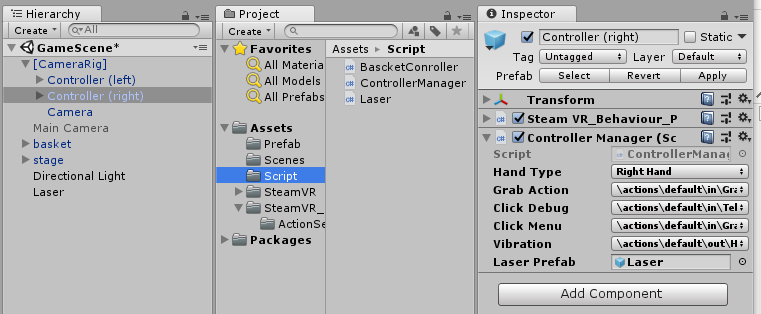 Hierarchy
Create
All
GameScene*
[CameraRig]
Controller (left)
Controller (right)
Camera
Main Camera
basket
stage
Directional Light
Laser
Project
Create
Favorites
All Materia
All Models
All Prefabs
Assets
Prefab
Scenes
Script
SteamVR
SteamVR_
ActionSe
Packages
Assets Script
BascketConroller
ControllerManager
Laser
Inspector
Controller (right) Static
Tag Untagged Layer Default
Prefab Select Revert Apply
Transform
Steam VR_Behaviour_P
Controller Manager (Sc
Script ControllerManag
Hand Type Right Hand
Grab Action \actions\default\in\Gra
Click Debug \actions\default\in\Tel
Click Menu \actions\default\in\Gra
Vibration \actions\default\out\H
Laser Prefab Laser
Add Component